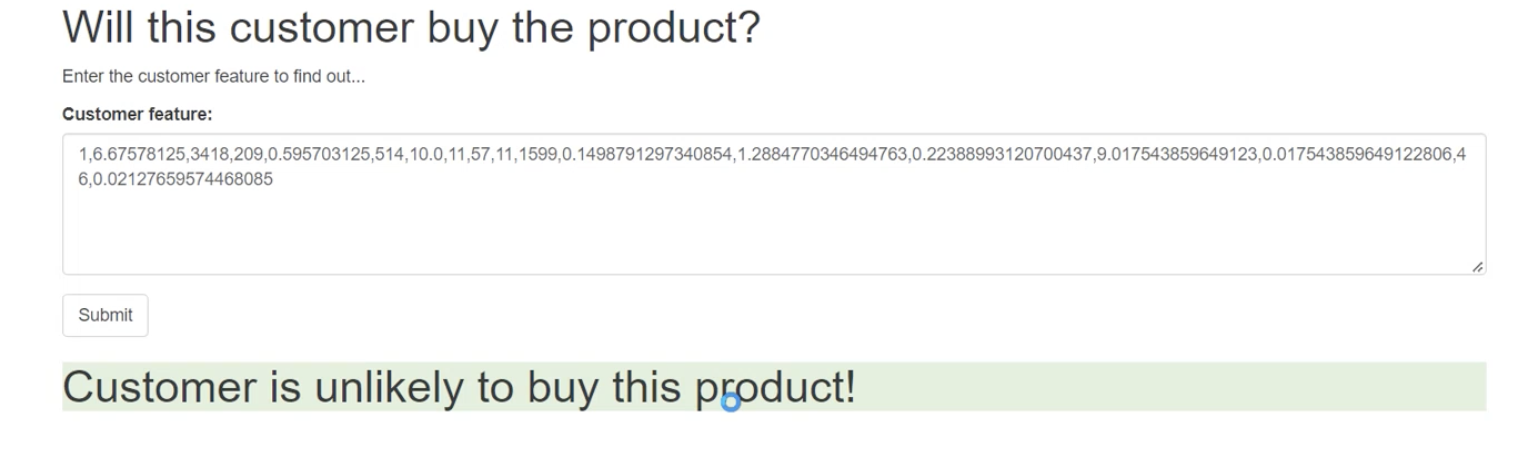 Will this customer buy the product?
Enter the customer feature to find out...
Customer feature:
1,6.67578125,3418,209,0.595703125,514,10.0,11,57,11,1599,0.1498791297340854,1.2884770346494763,0.22388993120700437,9.017543859649123,0.017543859649122806,4
6,0.02127659574468085
Submit
Customer is unlikely to buy this product!